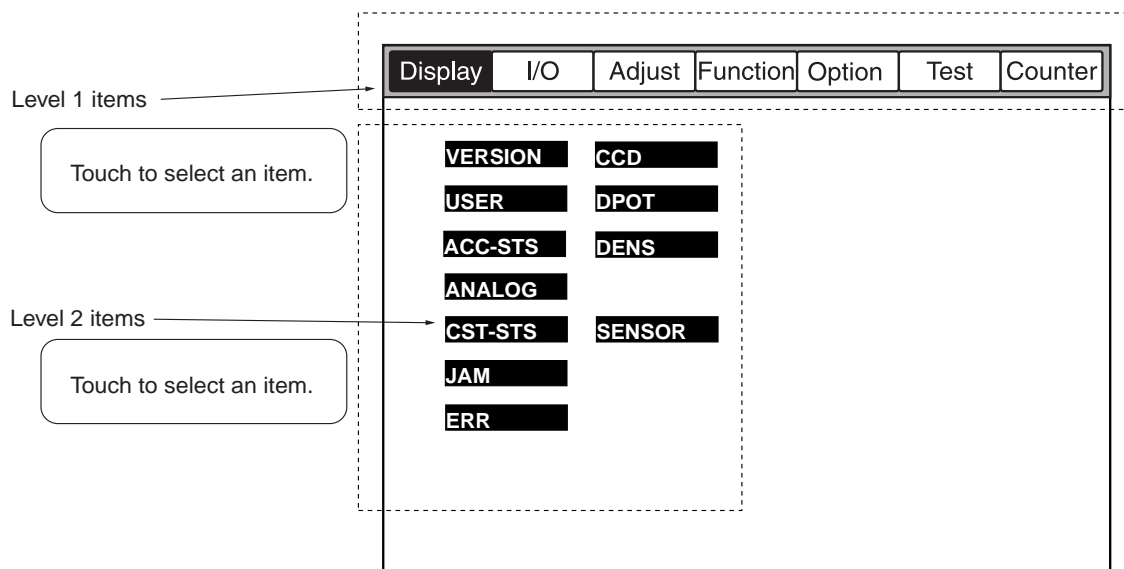 Display I/O Adjust Function Option Test Counter
Level 1 items
Touch to select an item.
VERSION CCD
USER DPOT
ACC-STS DENS
ANALOG
Level 2 items
CST-STS SENSOR
Touch to select an item.
JAM
ERR